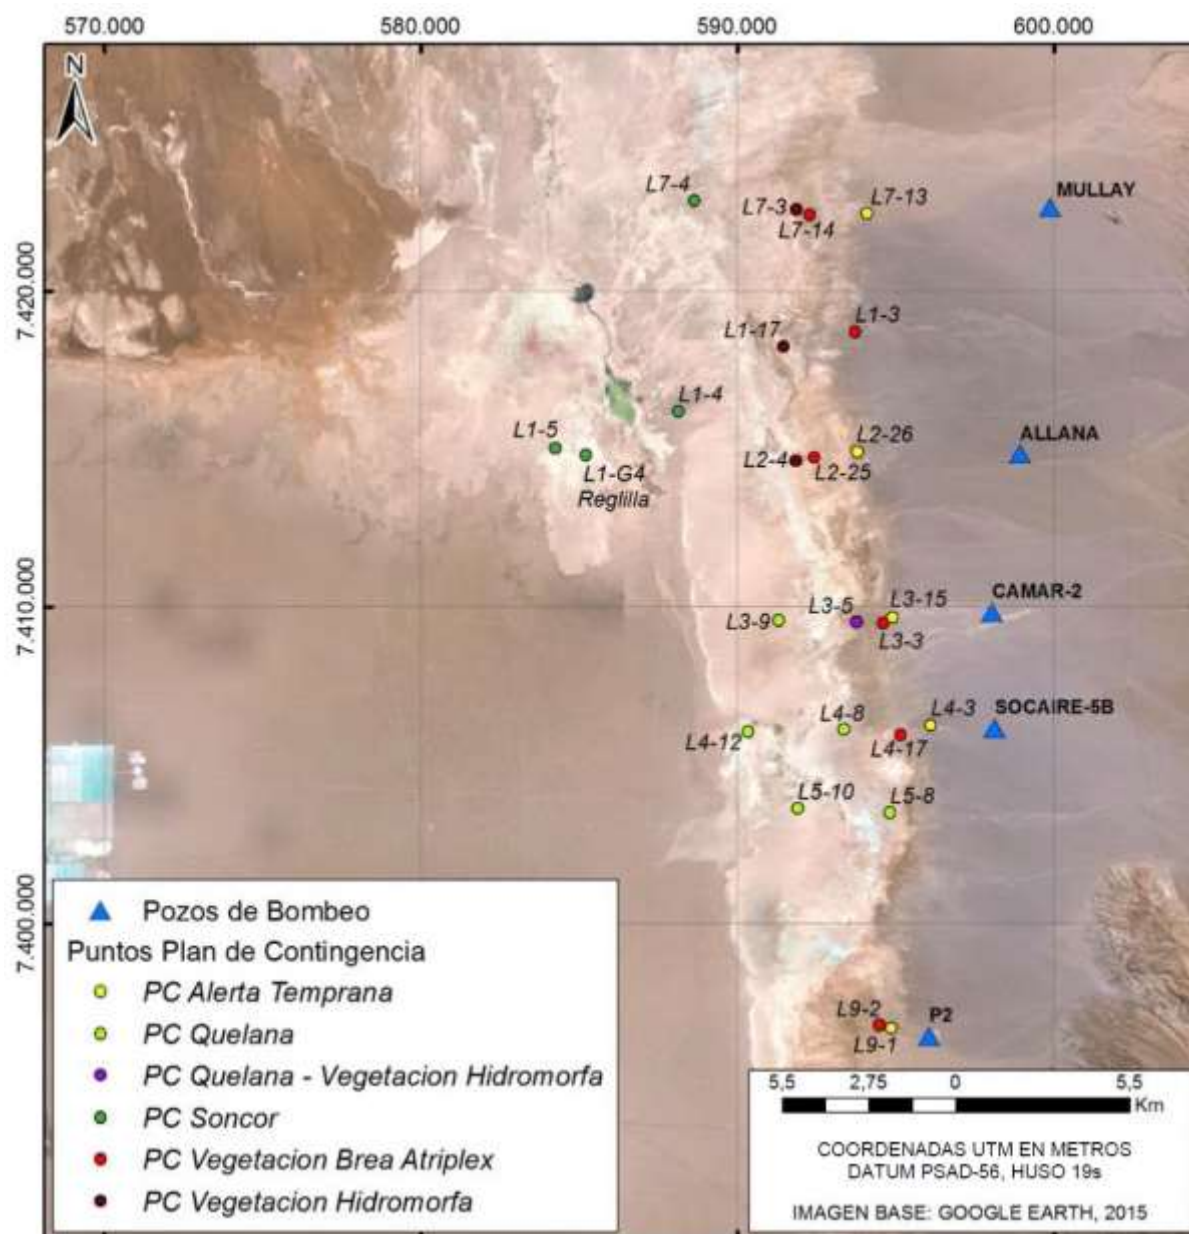 570.000 580.000 590.000 600.000
N
7.420.000
7.410.000
7.400.000
L7-4
L7-3
L7-14
L7-13
MULLAY
L1-17
L1-3
L1-4
L1-5
L1-G4
Reglilla
L2-4
L2-25
L2-26
ALLANA
L3-9
L3-5
L3-15
L3-3
CAMAR-2
L4-12
L4-8
L4-17
L4-3
SOCAIRE-5B
L5-10
L5-8
L9-2
L9-1
P2
Pozos de Bombeo
Puntos Plan de Contingencia
PC Alerta Temprana
PC Quelana
PC Quelana - Vegetacion Hidromorfa
PC Soncor
PC Vegetacion Brea Atriplex
PC Vegetacion Hidromorfa
5,5 2,75 0 5,5
Km
COORDENADAS UTM EN METROS
DATUM PSAD-56, HUSO 19s
IMAGEN BASE: GOOGLE EARTH, 2015